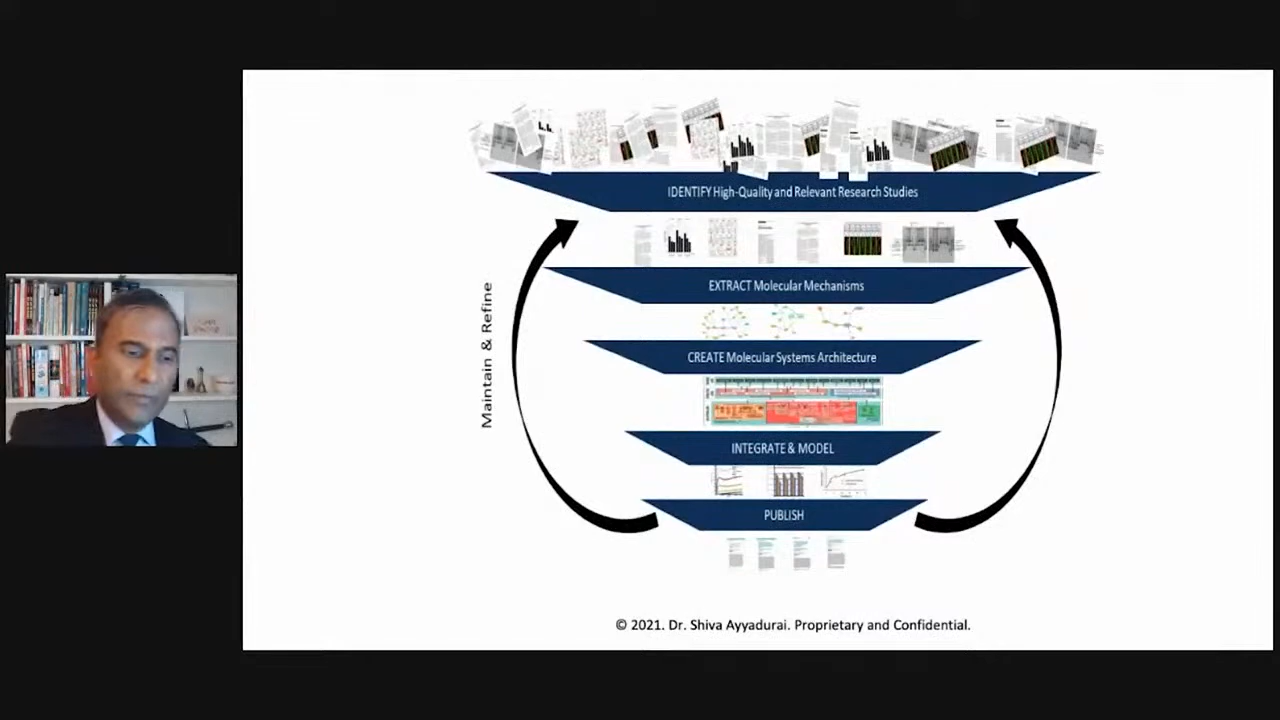 IDENTIFY High-Quality and Relevant Research Studies
EXTRACT Molecular Mechanisms
Maintain & Refine
CREATE Molecular Systems Architecture
INTEGRATE & MODEL
PUBLISH
© 2021. Dr. Shiva Ayyadurai. Proprietary and Confidential.